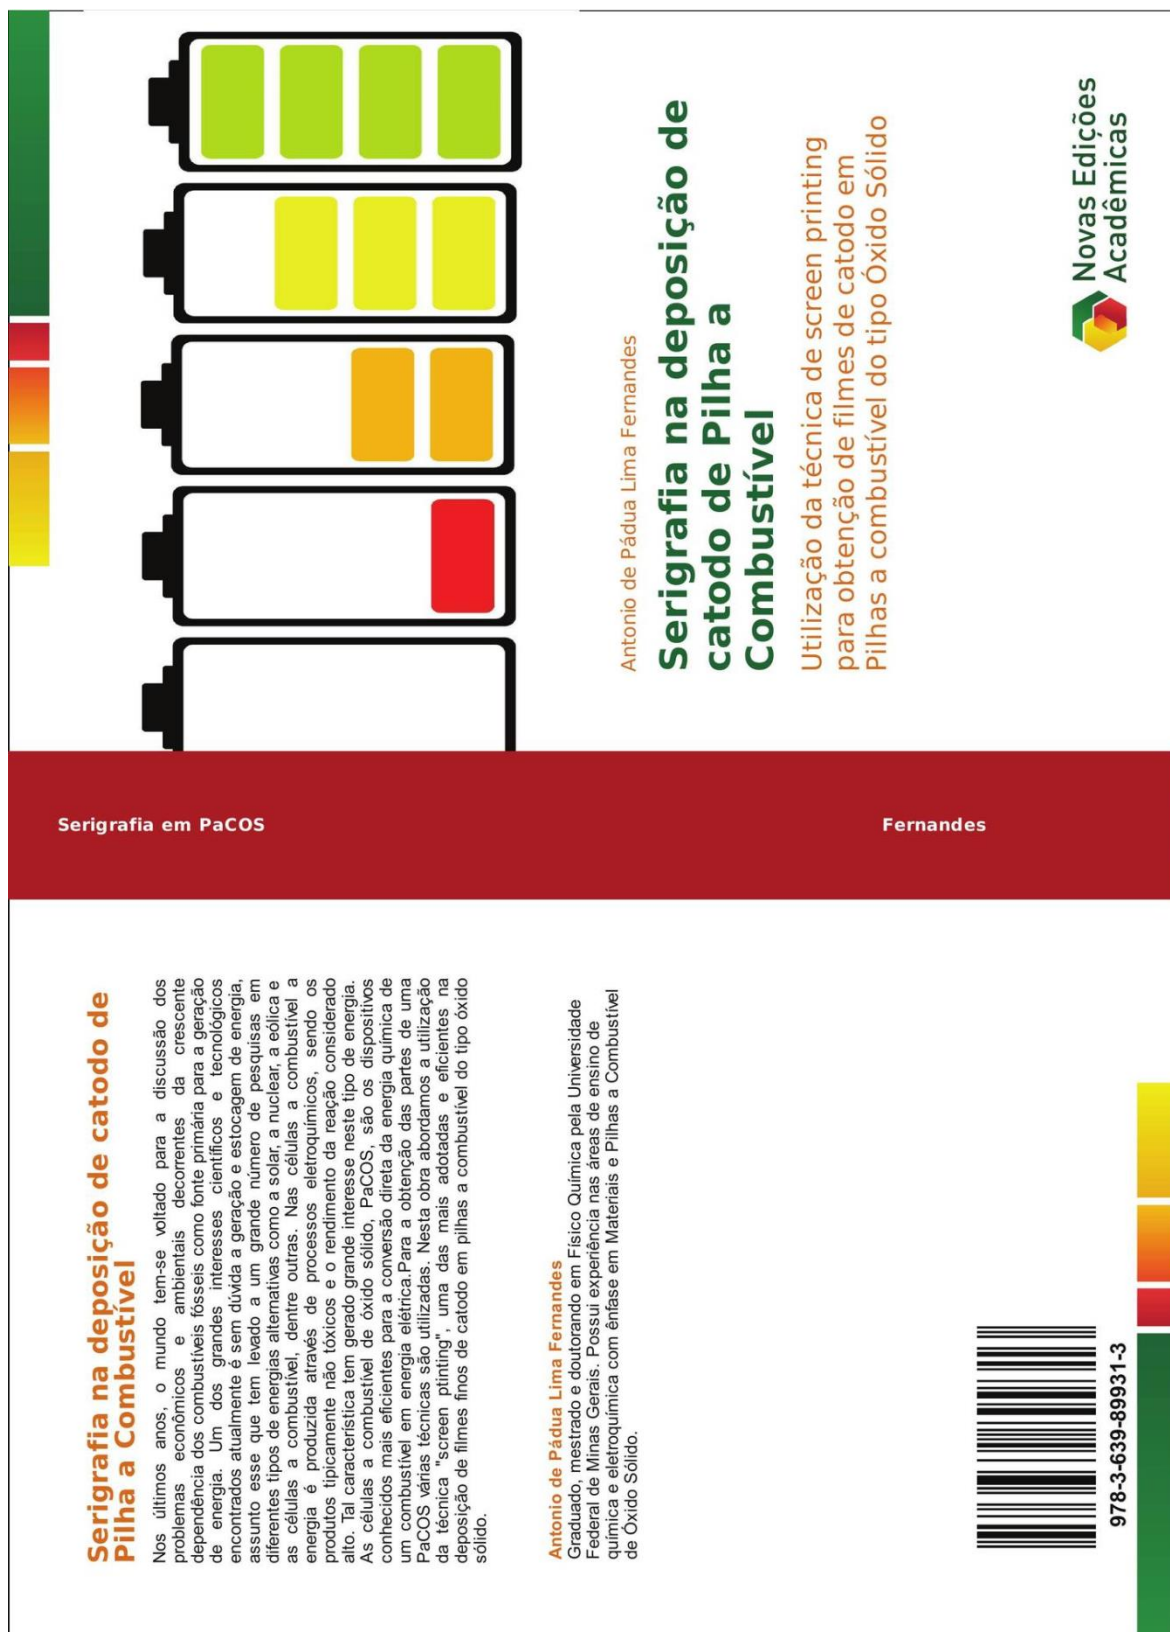 Antonio de Pádua Lima Fernandes
Serigrafia na deposição de
catodo de Pilha a
Combustível
Utilização da técnica de screen printing
para obtenção de filmes de catodo em
Pilhas a combustível do tipo Óxido Sólido
Novas Edições
Acadêmicas
Serigrafia em PaCOS
Fernandes
Serigrafia na deposição de catodo de
Pilha a Combustível
Nos últimos anos, o mundo tem-se voltado para a discussão dos
problemas econômicos e ambientais decorrentes da crescente
dependência dos combustíveis fósseis como fonte primária para a geração
de energia. Um dos grandes interesses científicos e tecnológicos
encontrados atualmente é sem dúvida a geração e estocagem de energia,
assunto esse que tem levado a um grande número de pesquisas em
diferentes tipos de energias alternativas como a solar, a nuclear, a eólica e
as células a combustível, dentre outras. Nas células a combustível a
energia é produzida através de processos eletroquímicos, sendo os
produtos tipicamente não tóxicos e o rendimento da reação considerado
alto. Tal característica tem gerado grande interesse neste tipo de energia.
As células a combustível de óxido sólido, PaCOS, são os dispositivos
conhecidos mais eficientes para a conversão direta da energia química de
um combustível em energia elétrica.Para a obtenção das partes de uma
PaCOS várias técnicas são utilizadas. Nesta obra abordamos a utilização
da técnica "screen ptinting", uma das mais adotadas e eficientes na
deposição de filmes finos de catodo em pilhas a combustível do tipo óxido
sólido.
Antonio de Pádua Lima Fernandes
Graduado, mestrado e doutorando em Físico Química pela Universidade
Federal de Minas Gerais. Possui experiência nas áreas de ensino de
química e eletroquímica com ênfase em Materiais e Pilhas a Combustível
de Óxido Sólido.
978-3-639-89931-3